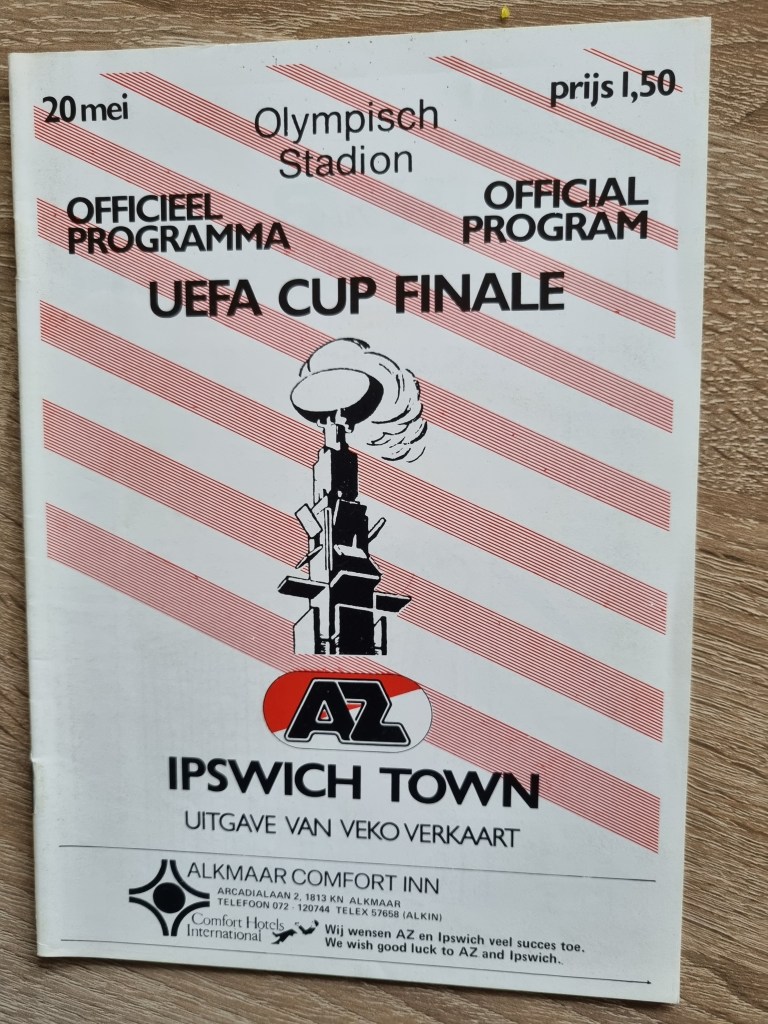 20 mei
prijs 1,50
Olympisch
Stadion
OFFICIEEL
PROGRAMMA
OFFICIAL
PROGRAM
UEFA CUP FINALE
AZ
IPSWICH TOWN
UITGAVE VAN VEKO VERKAART
ALKMAAR COMFORT INN
ARCADIALAAN 2, 1813 KN ALKMAAR
TELEFOON 072 - 120744 TELEX 57658 (ALKIN)
Comfort Hotels
International
Wij wensen AZ en Ipswich veel succes toe.
We wish good luck to AZ and Ipswich.